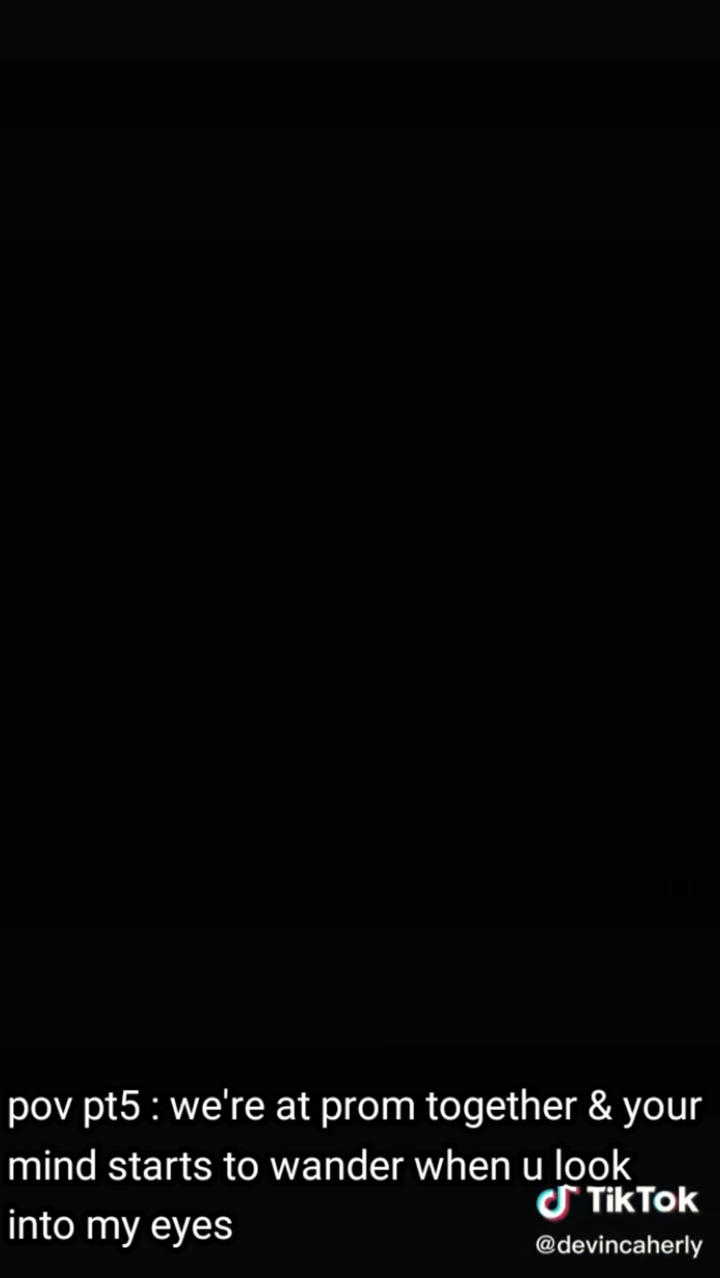 pov pt5 : we're at prom together & your
mind starts to wander when u look
into my eyes
TikTok
@devincaherly